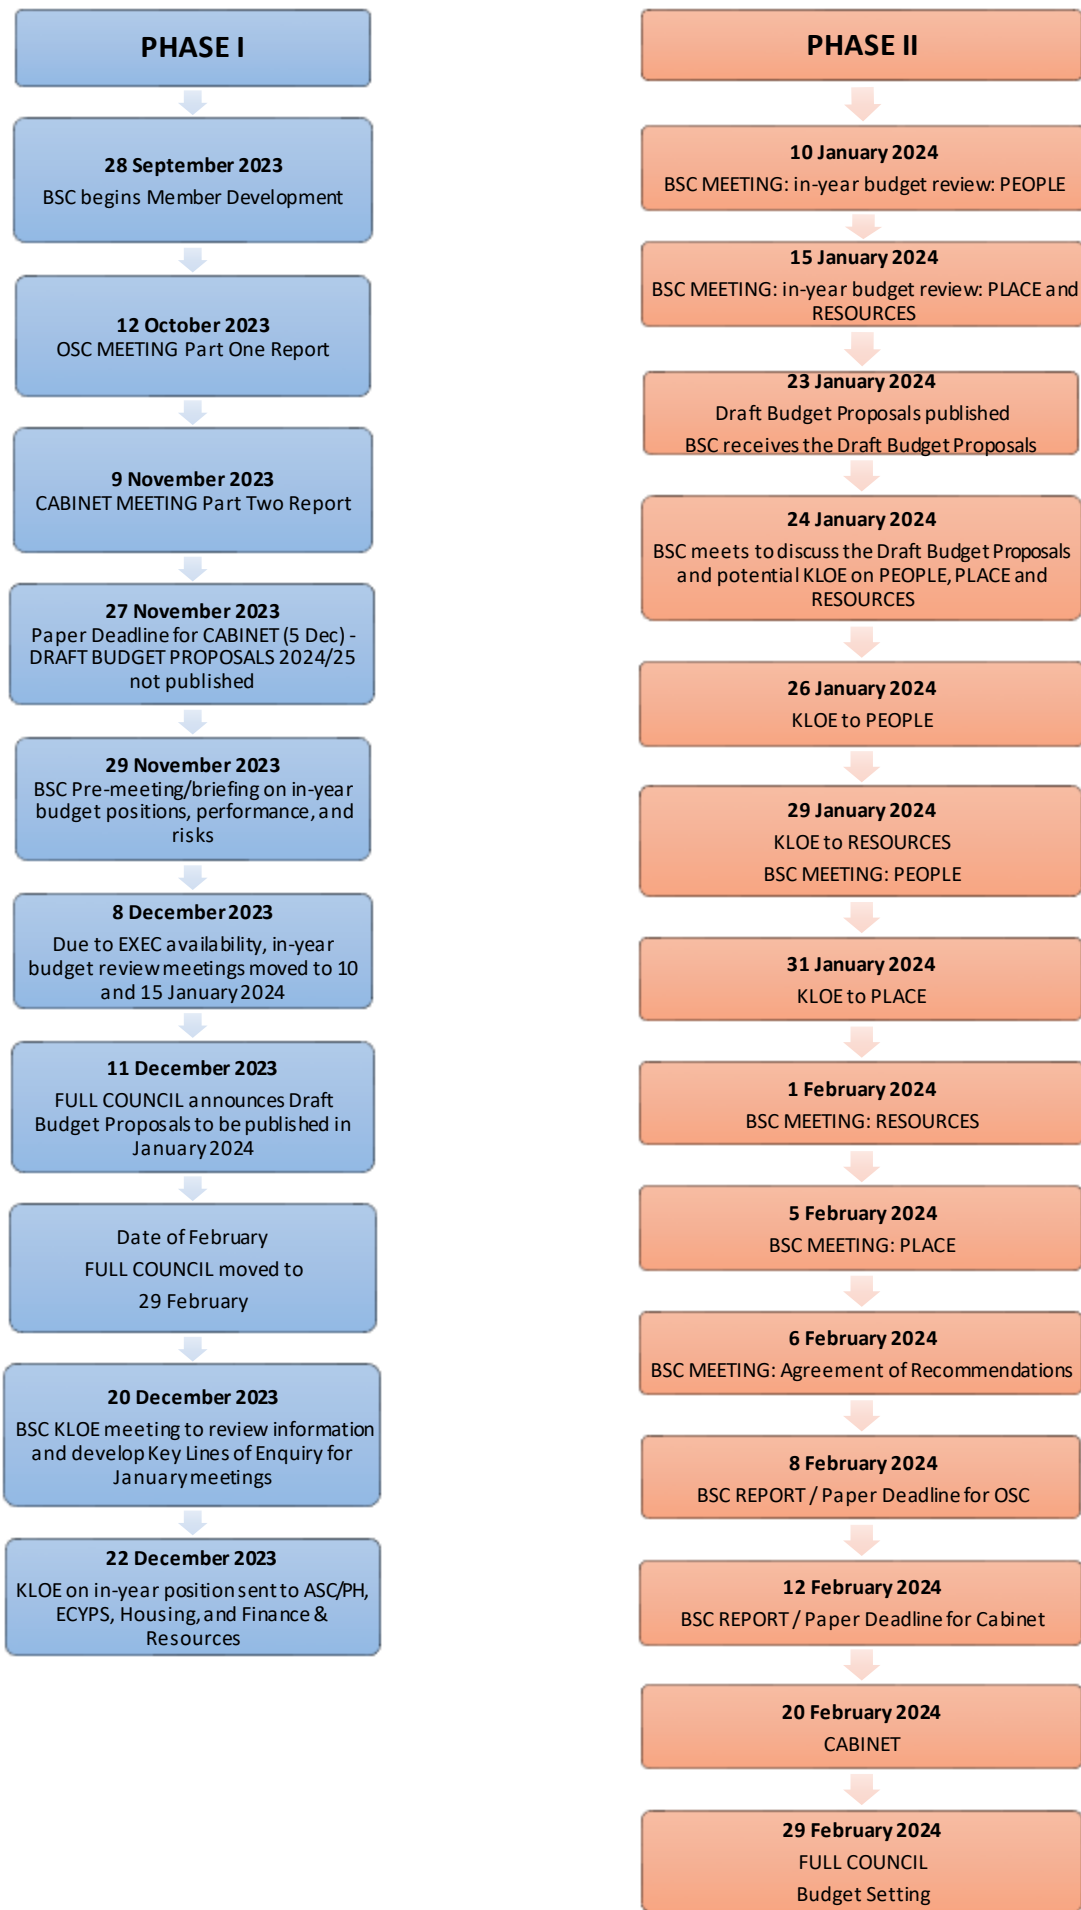 PHASE I
28 September 2023
BSC begins Member Development
12 October 2023
OSC MEETING Part One Report
9 November 2023
CABINET MEETING Part Two Report
27 November 2023
Paper Deadline for CABINET (5 Dec) -
DRAFT BUDGET PROPOSALS 2024/25
not published
29 November 2023
BSC Pre-meeting/briefing on in-year
budget positions, performance, and
risks
8 December 2023
Due to EXEC availability, in-year
budget review meetings moved to 10
and 15 January 2024
11 December 2023
FULL COUNCIL announces Draft
Budget Proposals to be published in
January 2024
Date of February
FULL COUNCIL moved to
29 February
20 December 2023
BSC KLOE meeting to review information
and develop Key Lines of Enquiry for
January meetings
22 December 2023
KLOE on in-year position sent to ASC/PH,
ECYPS, Housing, and Finance &
Resources
PHASE II
10 January 2024
BSC MEETING: in-year budget review: PEOPLE
15 January 2024
BSC MEETING: in-year budget review: PLACE and
RESOURCES
23 January 2024
Draft Budget Proposals published
BSC receives the Draft Budget Proposals
24 January 2024
BSC meets to discuss the Draft Budget Proposals
and potential KLOE on PEOPLE, PLACE and
RESOURCES
26 January 2024
KLOE to PEOPLE
29 January 2024
KLOE to RESOURCES
BSC MEETING: PEOPLE
31 January 2024
KLOE to PLACE
1 February 2024
BSC MEETING: RESOURCES
5 February 2024
BSC MEETING: PLACE
6 February 2024
BSC MEETING: Agreement of Recommendations
8 February 2024
BSC REPORT / Paper Deadline for OSC
12 February 2024
BSC REPORT / Paper Deadline for Cabinet
20 February 2024
CABINET
29 February 2024
FULL COUNCIL
Budget Setting